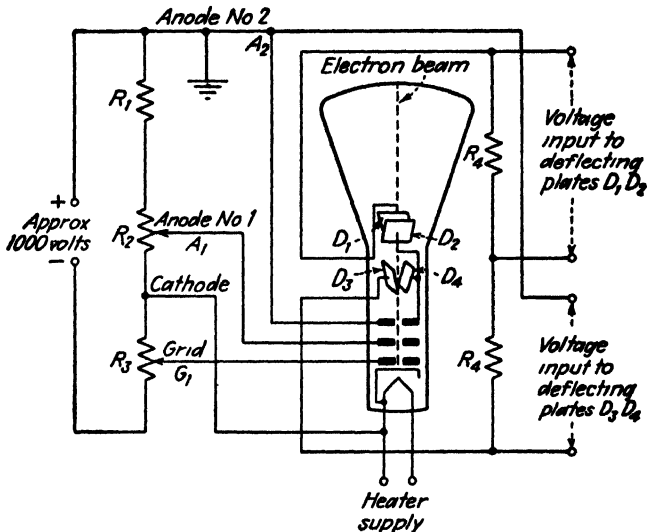 Anode No 2
A2
Electron beam
R1
R4
Voltage
input to
deflecting
plates D1 D2
+
Approx
1000 volts
−
R2
Anode No 1
A1
D1
D2
D3
D4
Cathode
R3
Grid
G1
R4
Voltage
input to
deflecting
plates D3 D4
Heater
supply